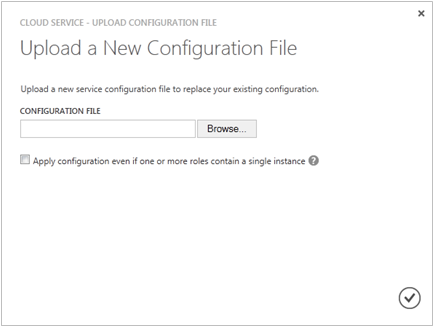 CLOUD SERVICE - UPLOAD CONFIGURATION FILE
Upload a New Configuration File
Upload a new service configuration file to replace your existing configuration.
CONFIGURATION FILE
Browse...
Apply configuration even if one or more roles contain a single instance ?